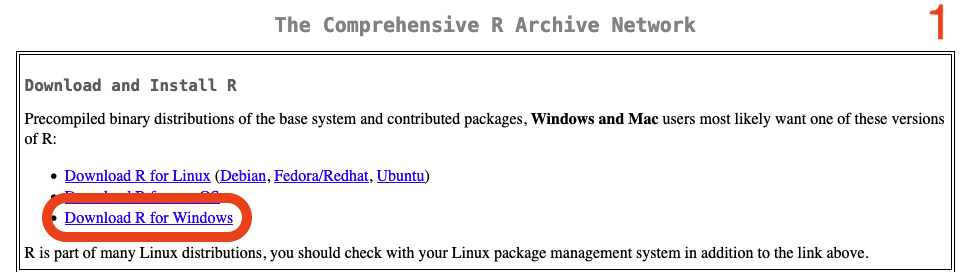 The Comprehensive R Archive Network
1
Download and Install R
Precompiled binary distributions of the base system and contributed packages, Windows and Mac users most likely want one of these versions
of R:
Download R for Linux (Debian, Fedora/Redhat, Ubuntu)
Download R for macOS
Download R for Windows
R is part of many Linux distributions, you should check with your Linux package management system in addition to the link above.